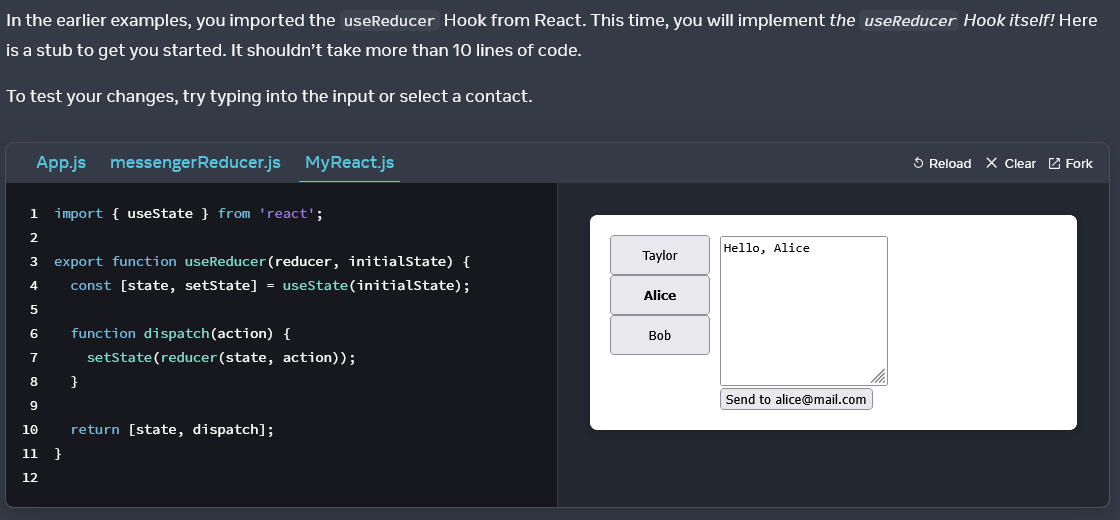 In the earlier examples, you imported the useReducer Hook from React. This time, you will implement the useReducer Hook itself! Here
is a stub to get you started. It shouldn’t take more than 10 lines of code.
To test your changes, try typing into the input or select a contact.
App.js messengerReducer.js MyReact.js Reload Clear Fork
1 import { useState } from 'react';
2
3 export function useReducer(reducer, initialState) {
4   const [state, setState] = useState(initialState);
5
6   function dispatch(action) {
7     setState(reducer(state, action));
8   }
9
10   return [state, dispatch];
11 }
12
Taylor
Alice
Bob
Hello, Alice
Send to alice@mail.com